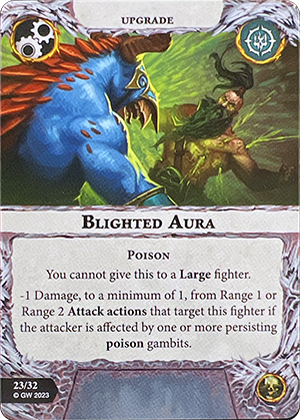 UPGRADE
BLIGHTED AURA
POISON
You cannot give this to a Large fighter.
-1 Damage, to a minimum of 1, from Range 1 or
Range 2 Attack actions that target this fighter if
the attacker is affected by one or more persisting
poison gambits.
23/32
© GW 2023